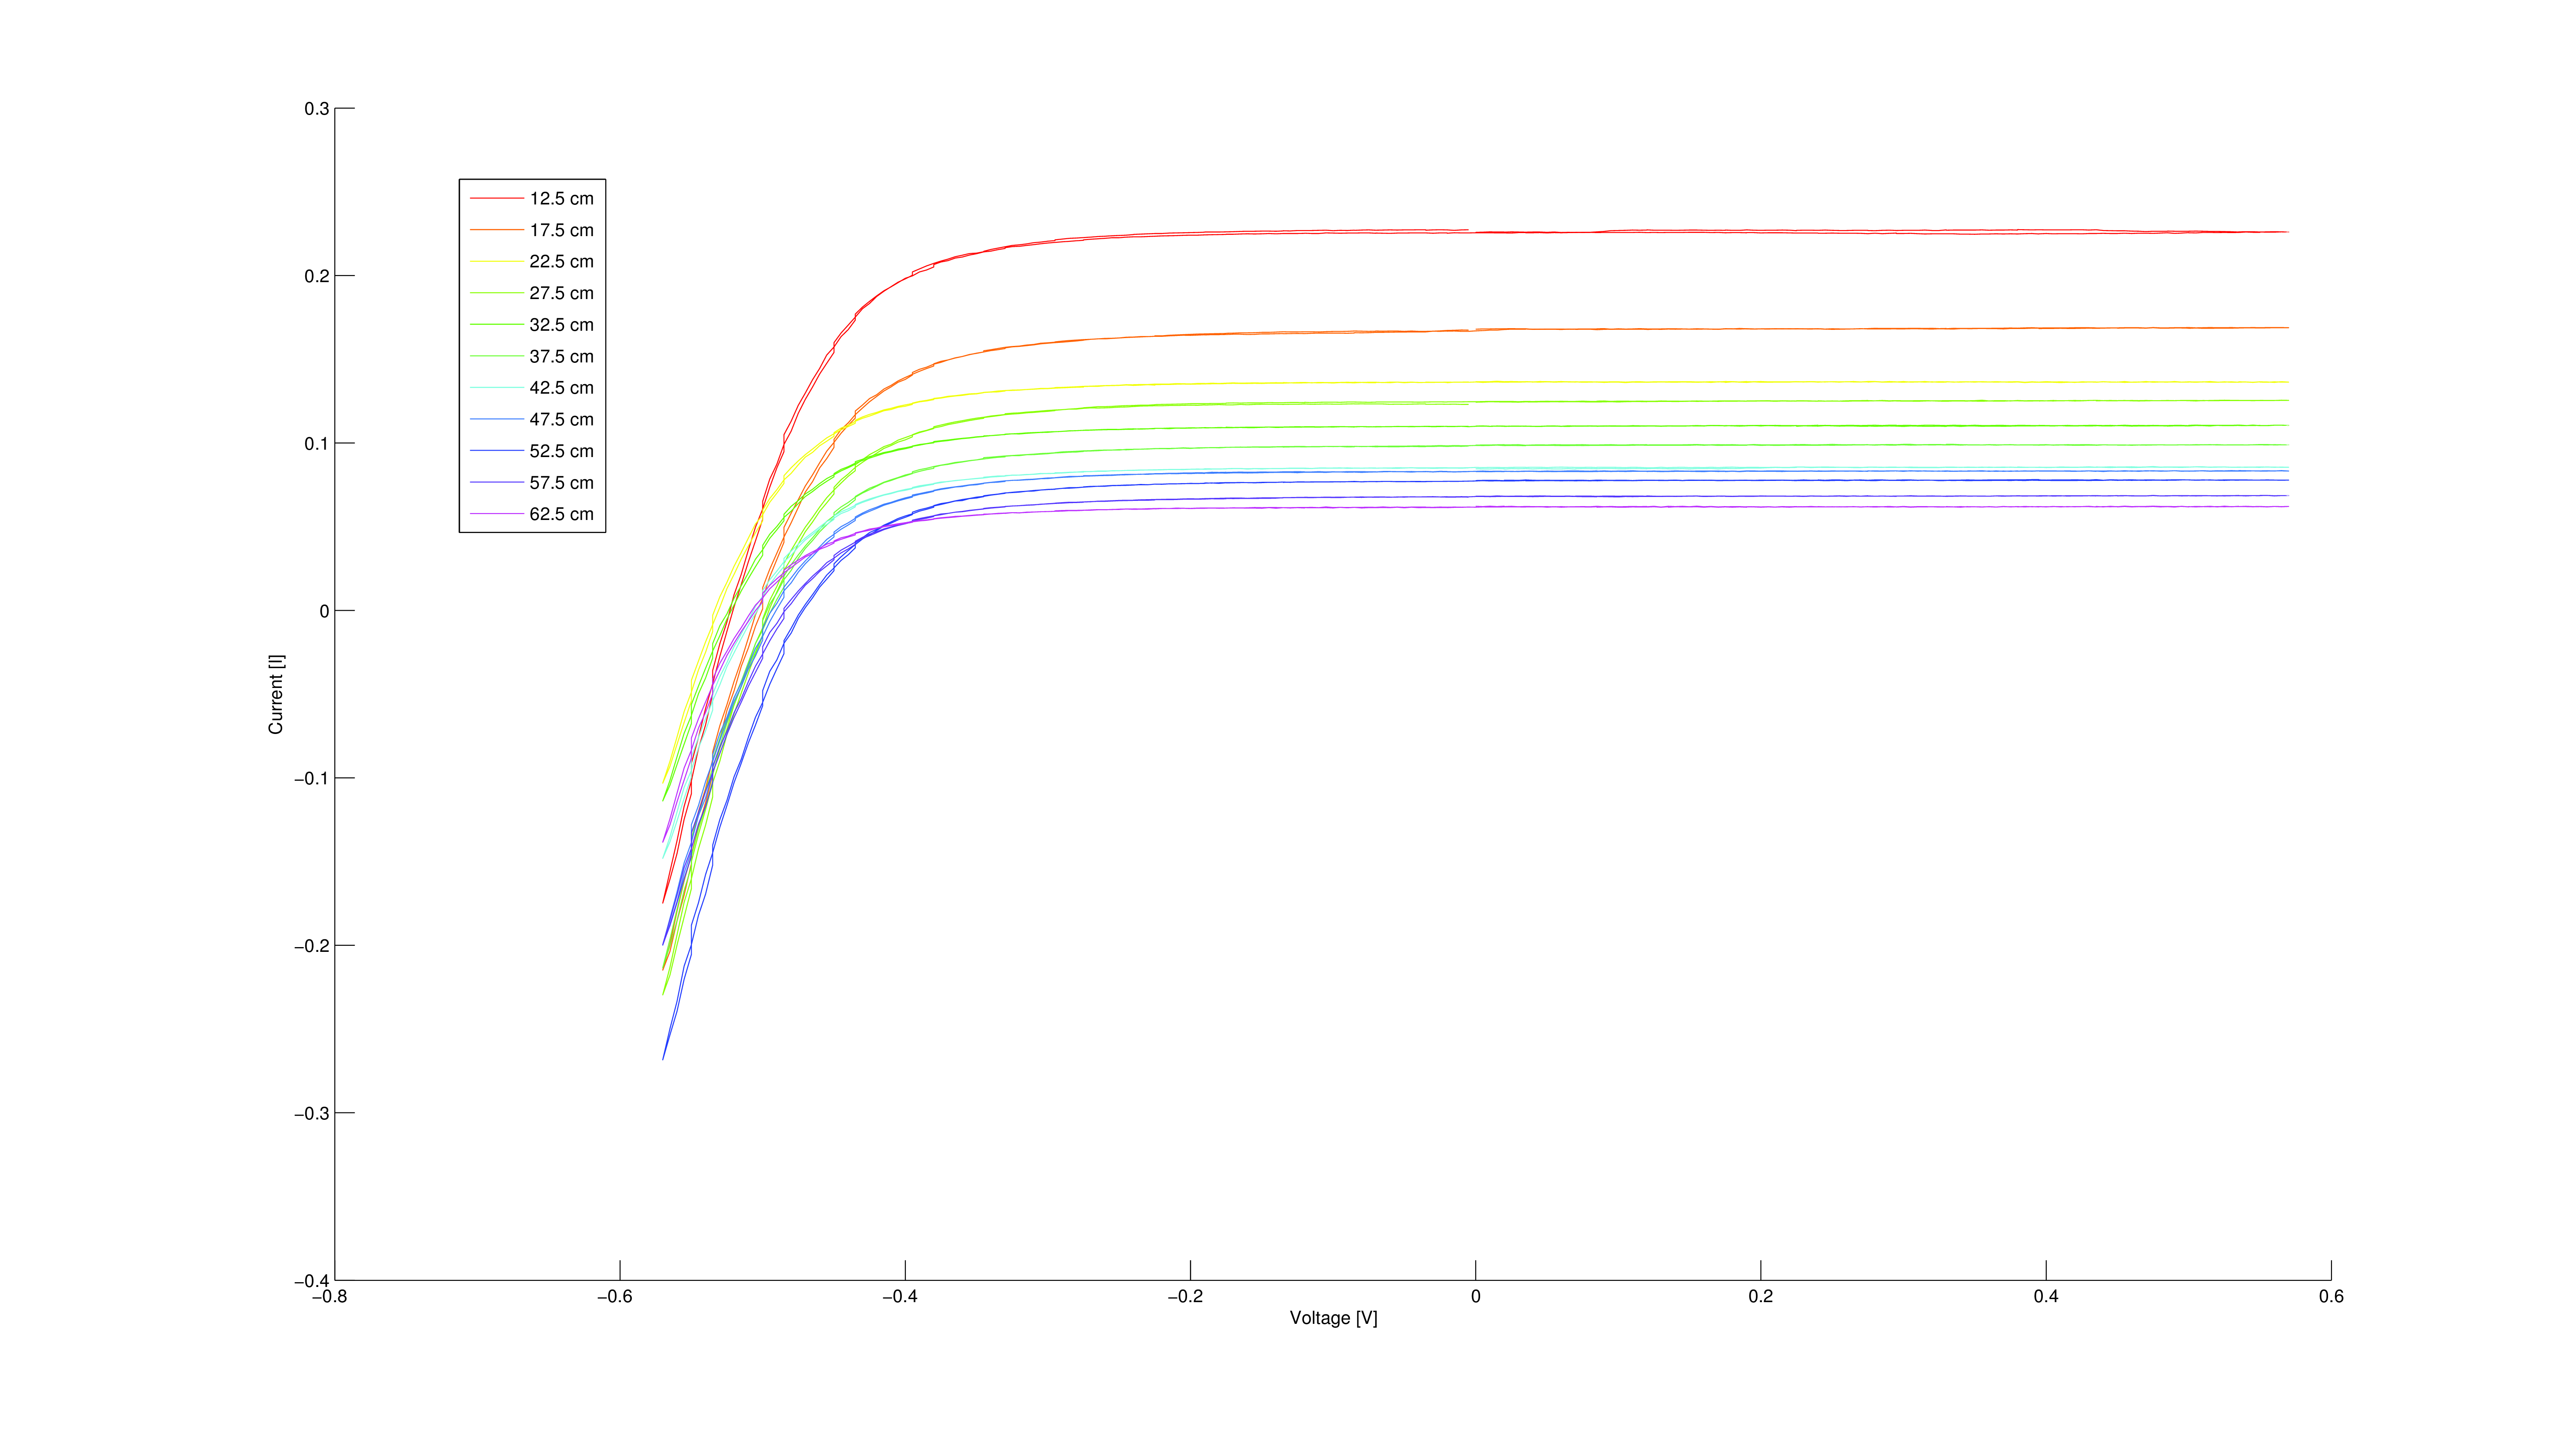 0.3
0.2
0.1
0
−0.1
−0.2
−0.3
−0.4
Current [I]
12.5 cm
17.5 cm
22.5 cm
27.5 cm
32.5 cm
37.5 cm
42.5 cm
47.5 cm
52.5 cm
57.5 cm
62.5 cm
−0.8 −0.6 −0.4 −0.2 0 0.2 0.4 0.6
Voltage [V]